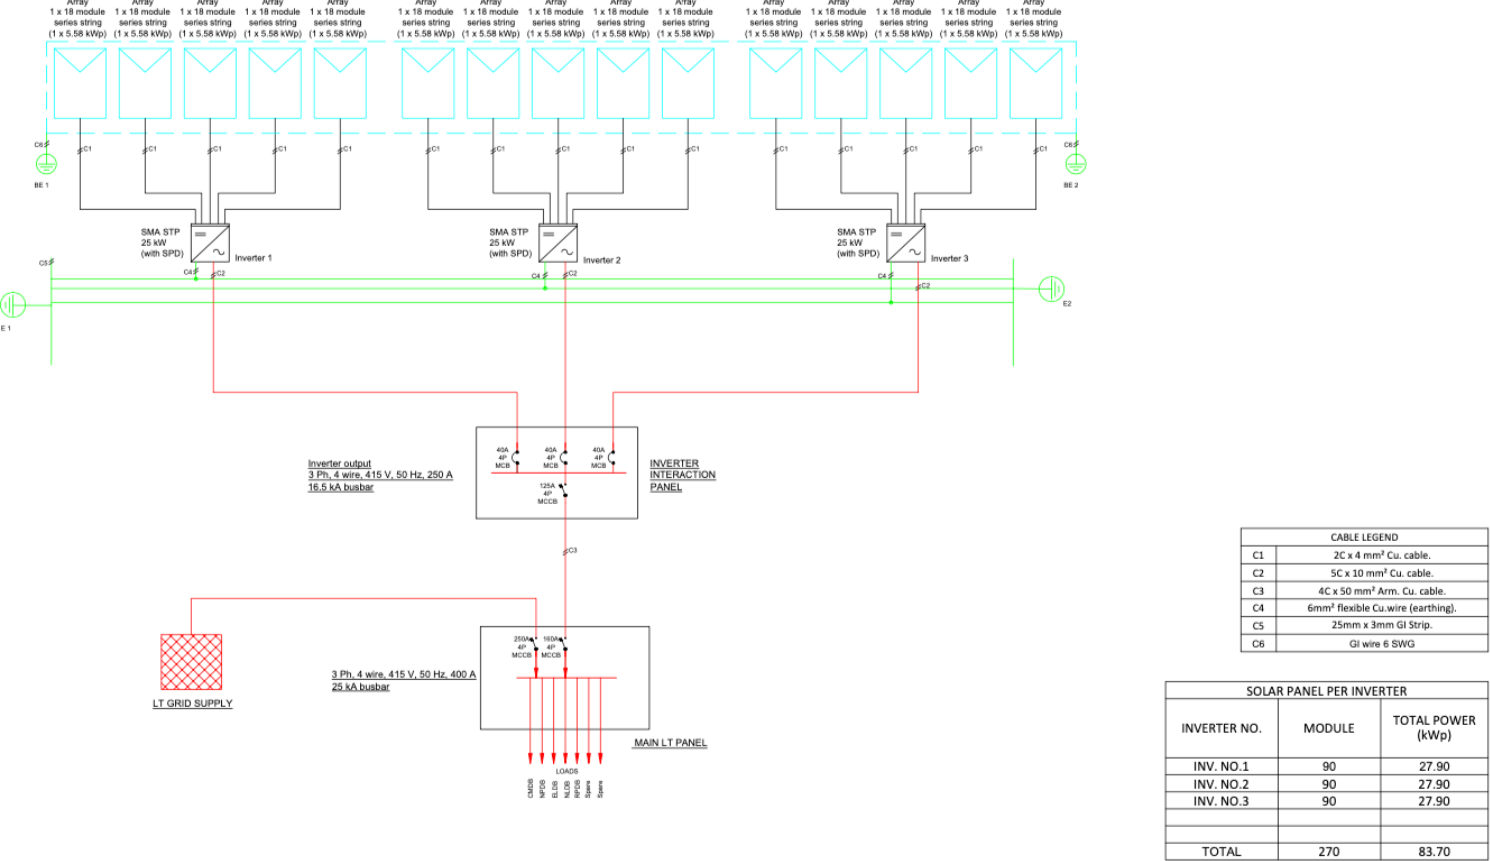 Array Array Array Array Array Array Array Array Array Array Array Array Array Array Array
1 x 18 module 1 x 18 module 1 x 18 module 1 x 18 module 1 x 18 module 1 x 18 module 1 x 18 module 1 x 18 module 1 x 18 module 1 x 18 module 1 x 18 module 1 x 18 module 1 x 18 module 1 x 18 module 1 x 18 module
series string series string series string series string series string series string series string series string series string series string series string series string series string series string series string
(1 x 5.58 kWp) (1 x 5.58 kWp) (1 x 5.58 kWp) (1 x 5.58 kWp) (1 x 5.58 kWp) (1 x 5.58 kWp) (1 x 5.58 kWp) (1 x 5.58 kWp) (1 x 5.58 kWp) (1 x 5.58 kWp) (1 x 5.58 kWp) (1 x 5.58 kWp) (1 x 5.58 kWp) (1 x 5.58 kWp) (1 x 5.58 kWp)
C6 C1 C1 C1 C1 C1 C1 C1 C1 C1 C1 C1 C1 C1 C1 C1 C6
BE 1
BE 2
SMA STP
25 kW
(with SPD)
Inverter 1
SMA STP
25 kW
(with SPD)
Inverter 2
SMA STP
25 kW
(with SPD)
Inverter 3
C5
C4 C2
C4 C2
C4
C2
E 1
E2
Inverter output
3 Ph, 4 wire, 415 V, 50 Hz, 250 A
16.5 kA busbar
40A
4P
MCB
40A
4P
MCB
40A
4P
MCB
125A
4P
MCCB
INVERTER
INTERACTION
PANEL
C3
LT GRID SUPPLY
3 Ph, 4 wire, 415 V, 50 Hz, 400 A
25 kA busbar
250A
4P
MCCB
160A
4P
MCCB
MAIN LT PANEL
LOADS
CMDB
NPDB
ELDB
NLDB
RPDB
Spare
Spare
CABLE LEGEND
C1 2C x 4 mm² Cu. cable.
C2 5C x 10 mm² Cu. cable.
C3 4C x 50 mm² Arm. Cu. cable.
C4 6mm² flexible Cu.wire (earthing).
C5 25mm x 3mm GI Strip.
C6 GI wire 6 SWG
SOLAR PANEL PER INVERTER
INVERTER NO. MODULE TOTAL POWER (kWp)
INV. NO.1 90 27.90
INV. NO.2 90 27.90
INV. NO.3 90 27.90
TOTAL 270 83.70